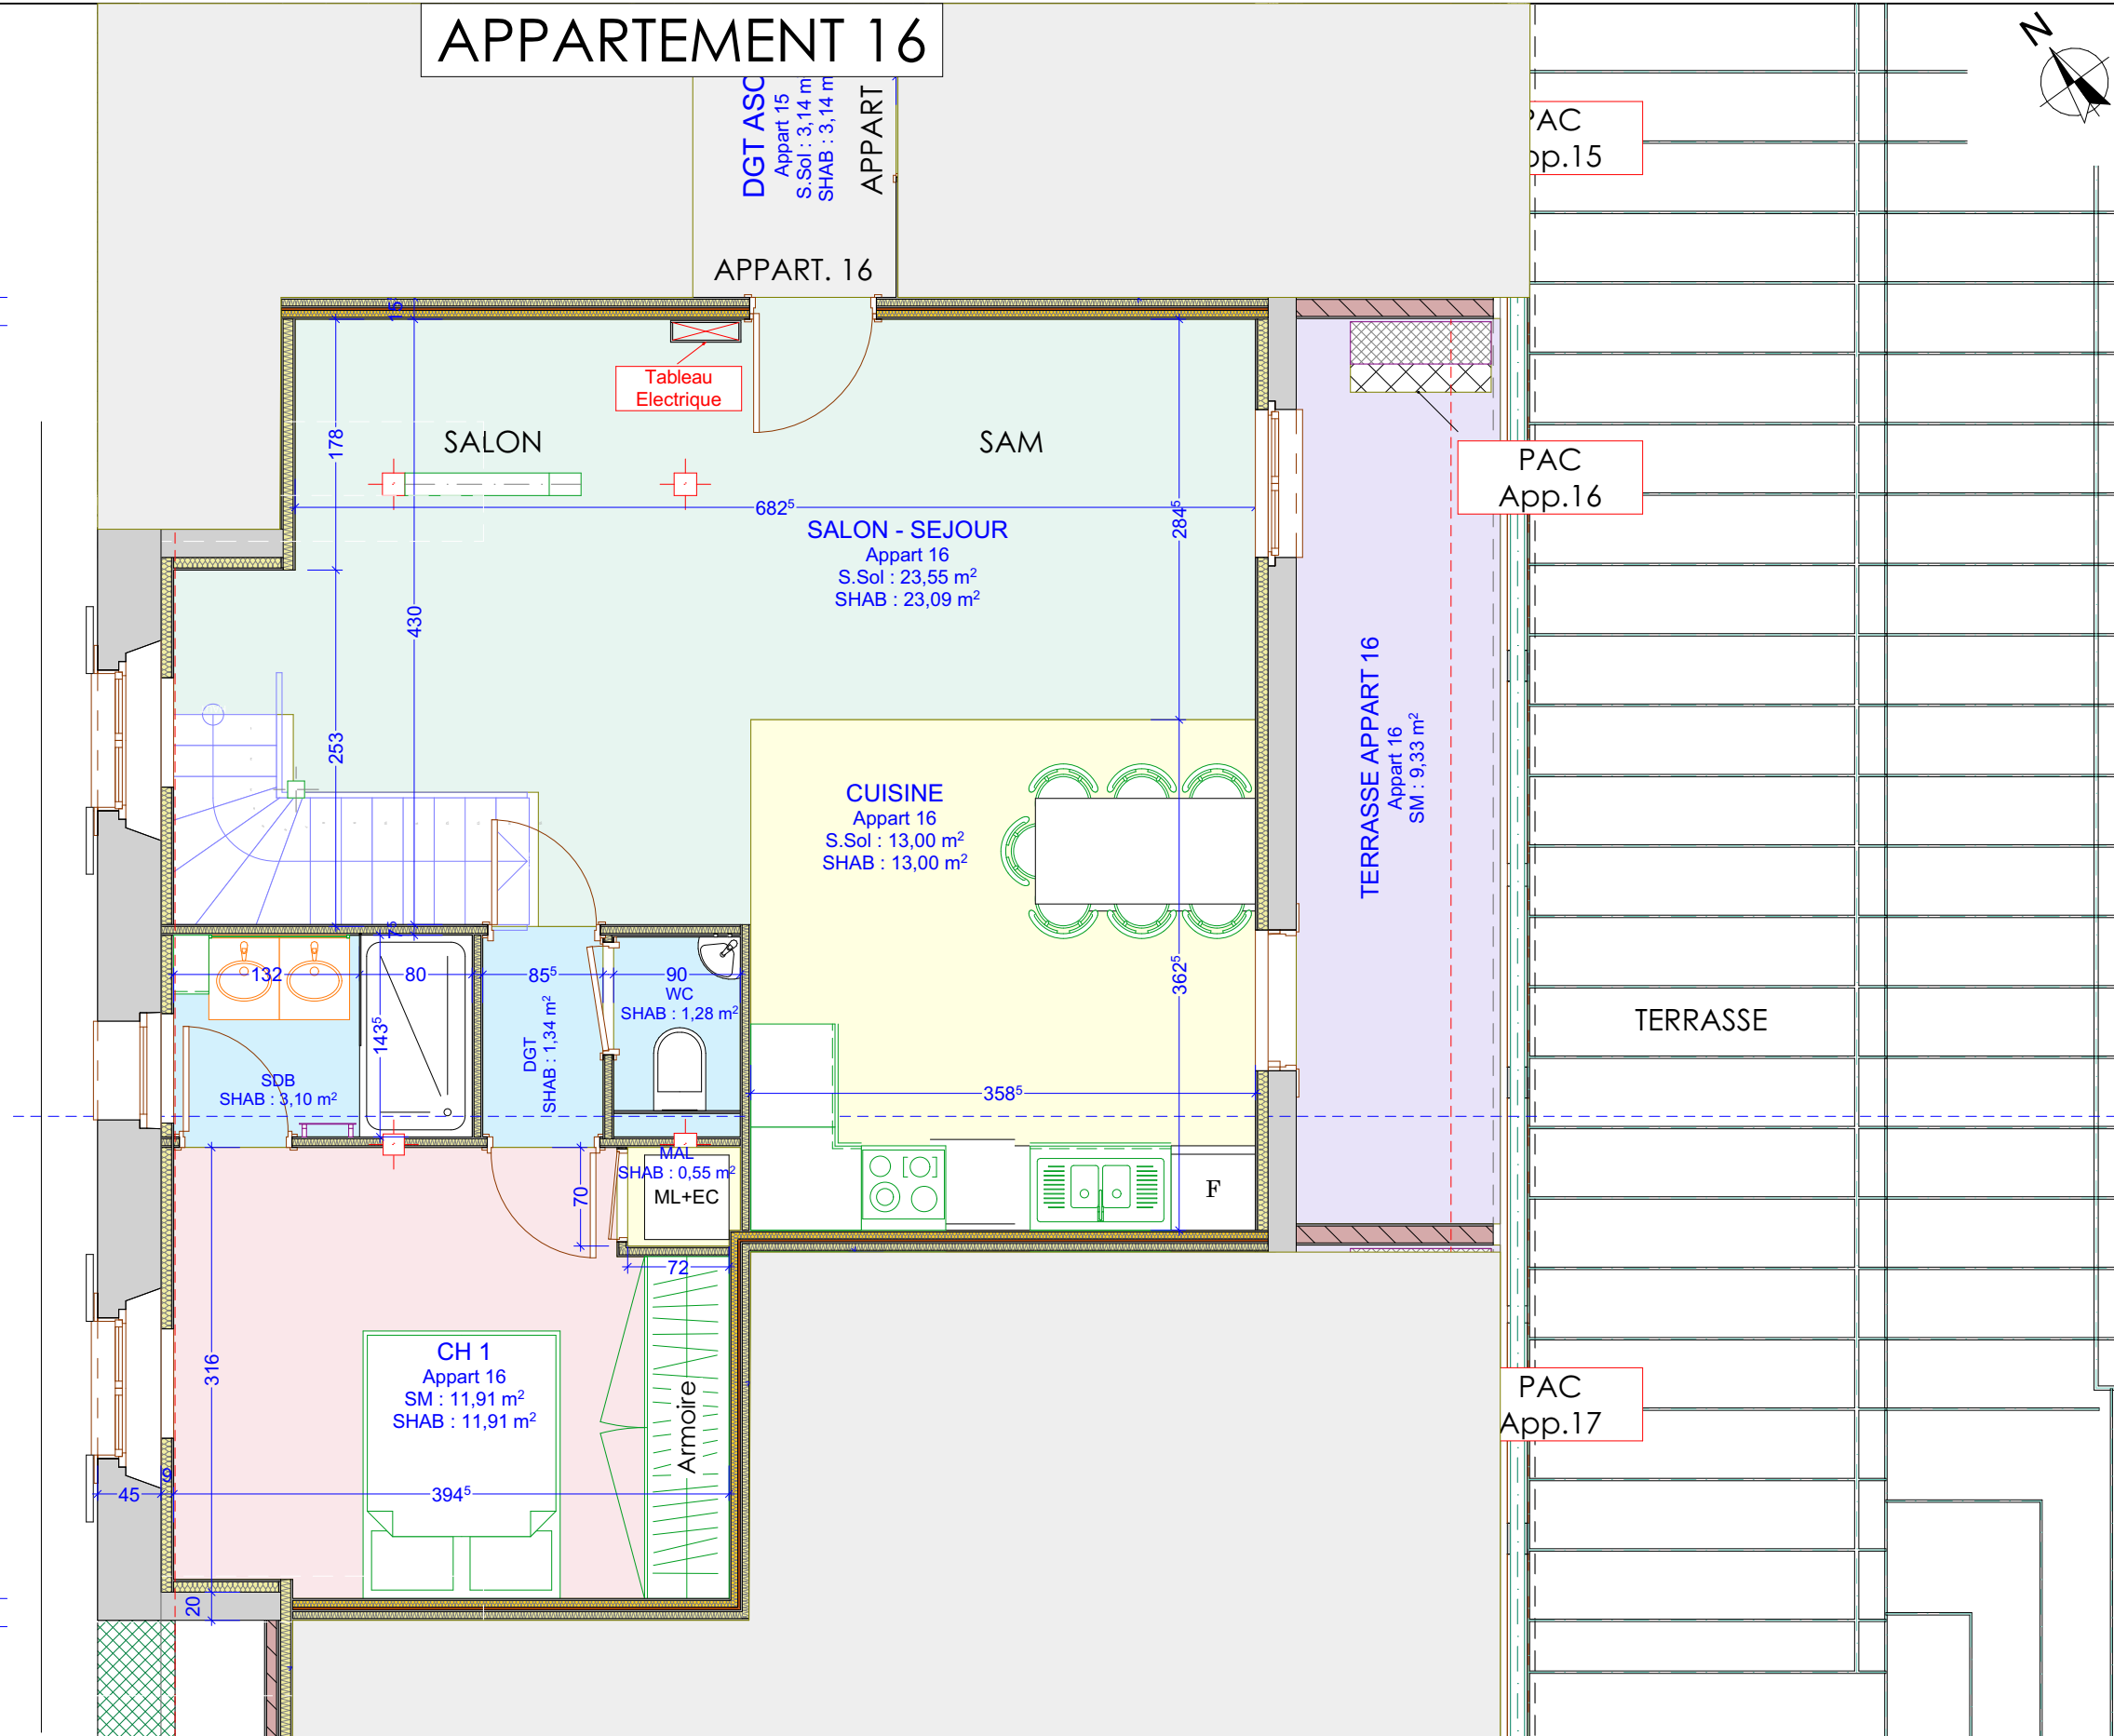 APPARTEMENT 16
N
DGT ASC
Appart 15
S.Sol : 3,14 m
SHAB : 3,14 m
APPART
APPART. 16
PAC
App.15
15
Tableau
Electrique
SALON
SAM
178
682⁵
284⁵
SALON - SEJOUR
Appart 16
S.Sol : 23,55 m²
SHAB : 23,09 m²
PAC
App.16
430
253
TERRASSE APPART 16
Appart 16
SM : 9,33 m²
CUISINE
Appart 16
S.Sol : 13,00 m²
SHAB : 13,00 m²
7⁵
132
80
85⁵
90
362⁵
WC
SHAB : 1,28 m²
143⁵
DGT
SHAB : 1,34 m²
TERRASSE
SDB
SHAB : 3,10 m²
358⁵
MAL
SHAB : 0,55 m²
ML+EC
70
F
72
316
CH 1
Appart 16
SM : 11,91 m²
SHAB : 11,91 m²
Armoire
PAC
App.17
9
45
394⁵
20